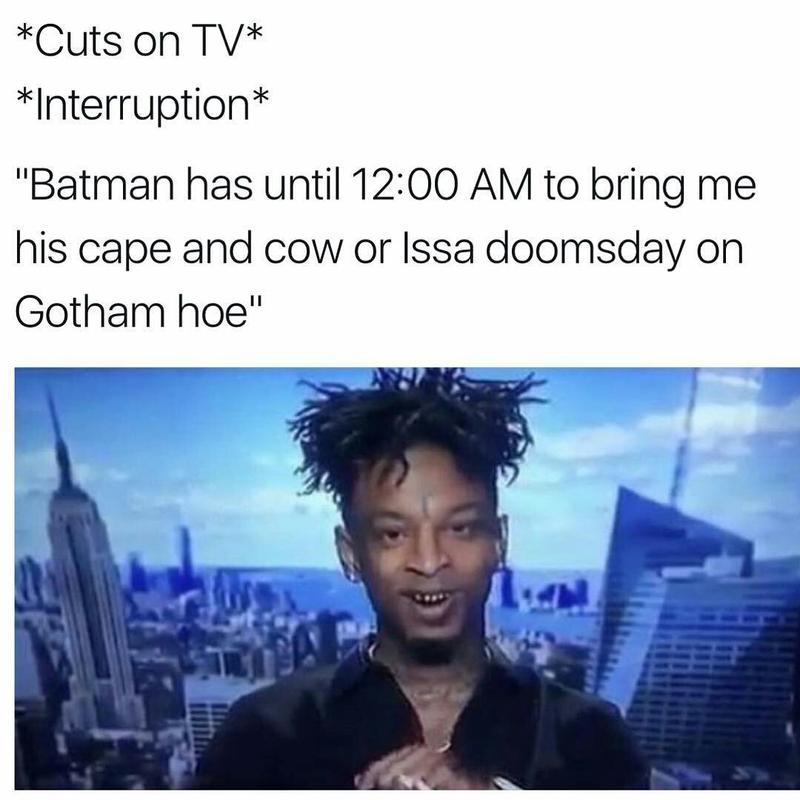 *Cuts on TV*
*Interruption*
"Batman has until 12:00 AM to bring me
his cape and cow or Issa doomsday on
Gotham hoe"